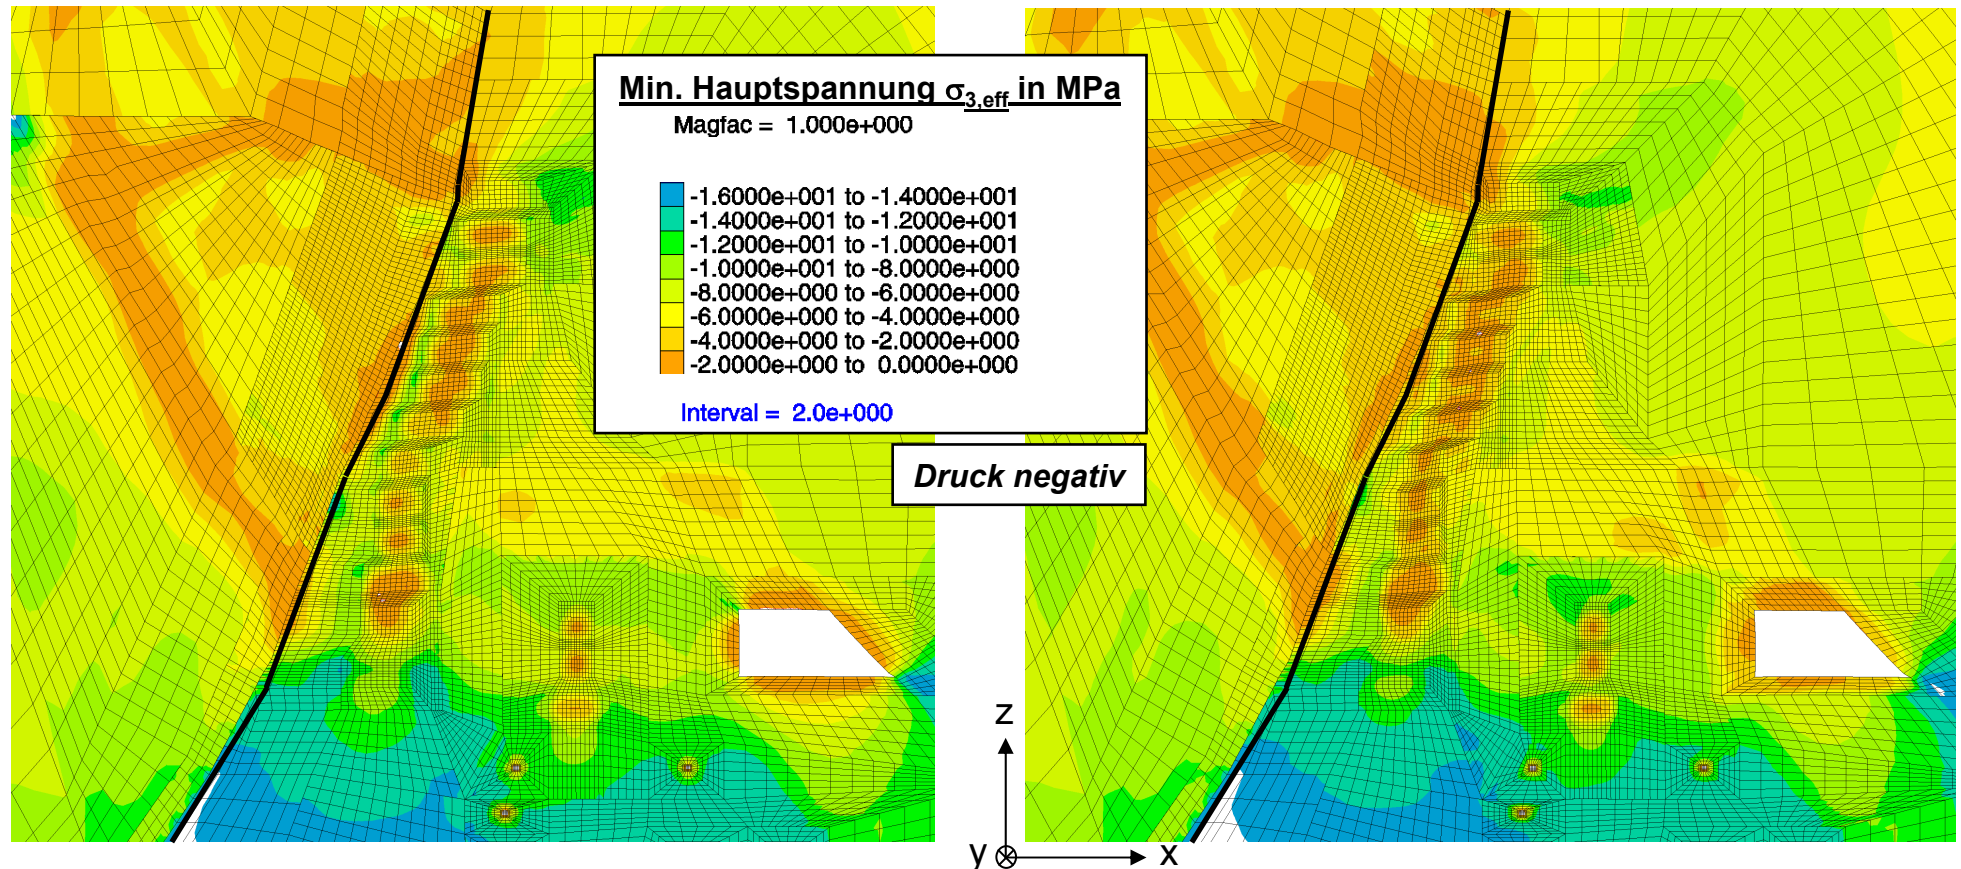 Min. Hauptspannung σ3,eff in MPa
Magfac = 1.000e+000
-1.6000e+001 to -1.4000e+001
-1.4000e+001 to -1.2000e+001
-1.2000e+001 to -1.0000e+001
-1.0000e+001 to -8.0000e+000
-8.0000e+000 to -6.0000e+000
-6.0000e+000 to -4.0000e+000
-4.0000e+000 to -2.0000e+000
-2.0000e+000 to 0.0000e+000
Interval = 2.0e+000
Druck negativ
z
y
x